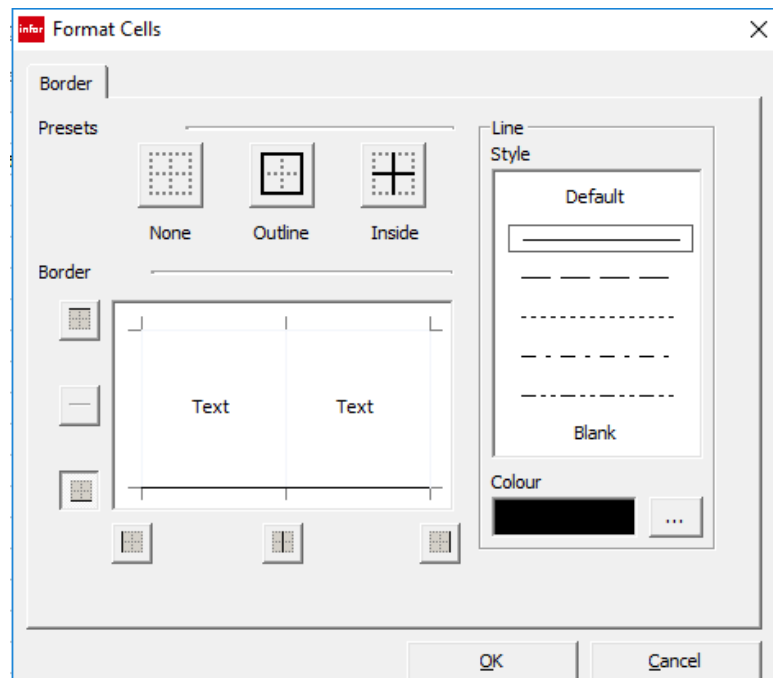 infor Format Cells
Border
Presets
None Outline Inside
Border
Text Text
Line
Style
Default
Blank
Colour
...
OK Cancel